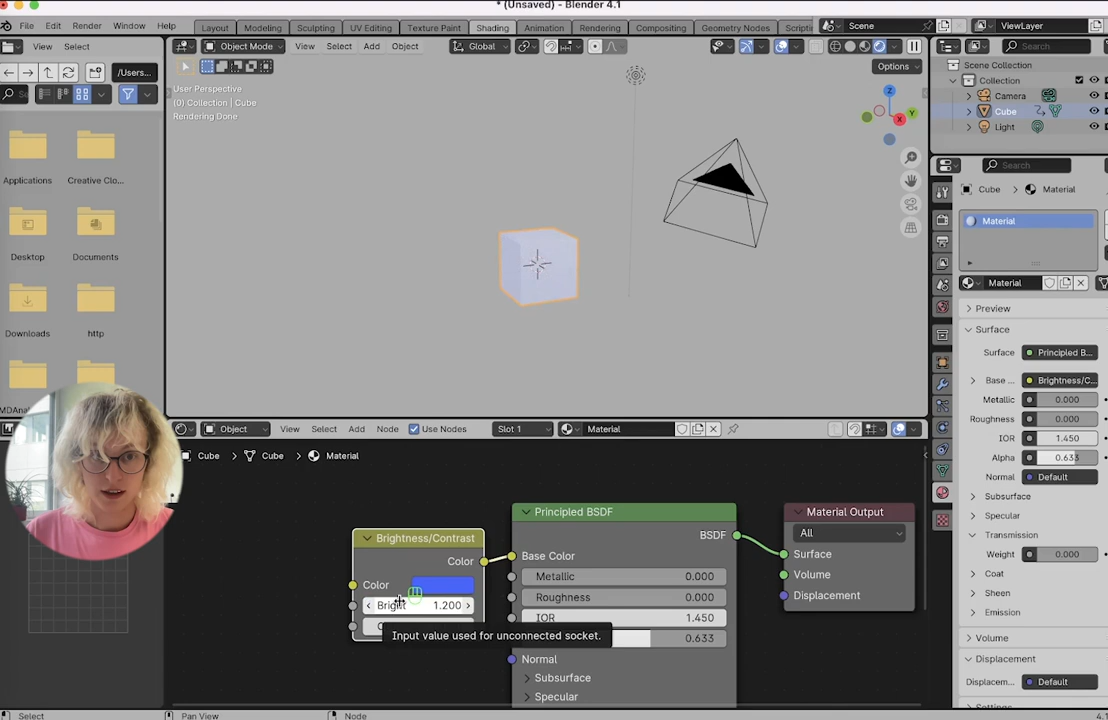 * (Unsaved) - Blender 4.1
File Edit Render Window Help
Layout Modeling Sculpting UV Editing Texture Paint Shading Animation Rendering Compositing Geometry Nodes Scripti
Scene
ViewLayer
View Select
Object Mode
View Select Add Object
Global
Search
/Users...
Options
User Perspective
(0) Collection | Cube
Rendering Done
Z
Y
X
Scene Collection
Collection
Camera
Cube
Light
Applications
Creative Clo...
Desktop
Documents
Downloads
http
MDAnal
Search
Cube > Material
Material
Material
Preview
Surface
Surface Principled B...
Base ... Brightness/C...
Metallic 0.000
Roughness 0.000
IOR 1.450
Alpha 0.633
Normal Default
Subsurface
Specular
Transmission
Weight 0.000
Coat
Sheen
Emission
Volume
Displacement
Displacem... Default
Settings
Object
View Select Add Node Use Nodes
Slot 1
Material
Cube > Cube > Material
Brightness/Contrast
Color
Color
Bright 1.200
Input value used for unconnected socket.
Principled BSDF
BSDF
Base Color
Metallic 0.000
Roughness 0.000
IOR 1.450
0.633
Normal
Subsurface
Specular
Material Output
All
Surface
Volume
Displacement
Select
Pan View
Node
4.1